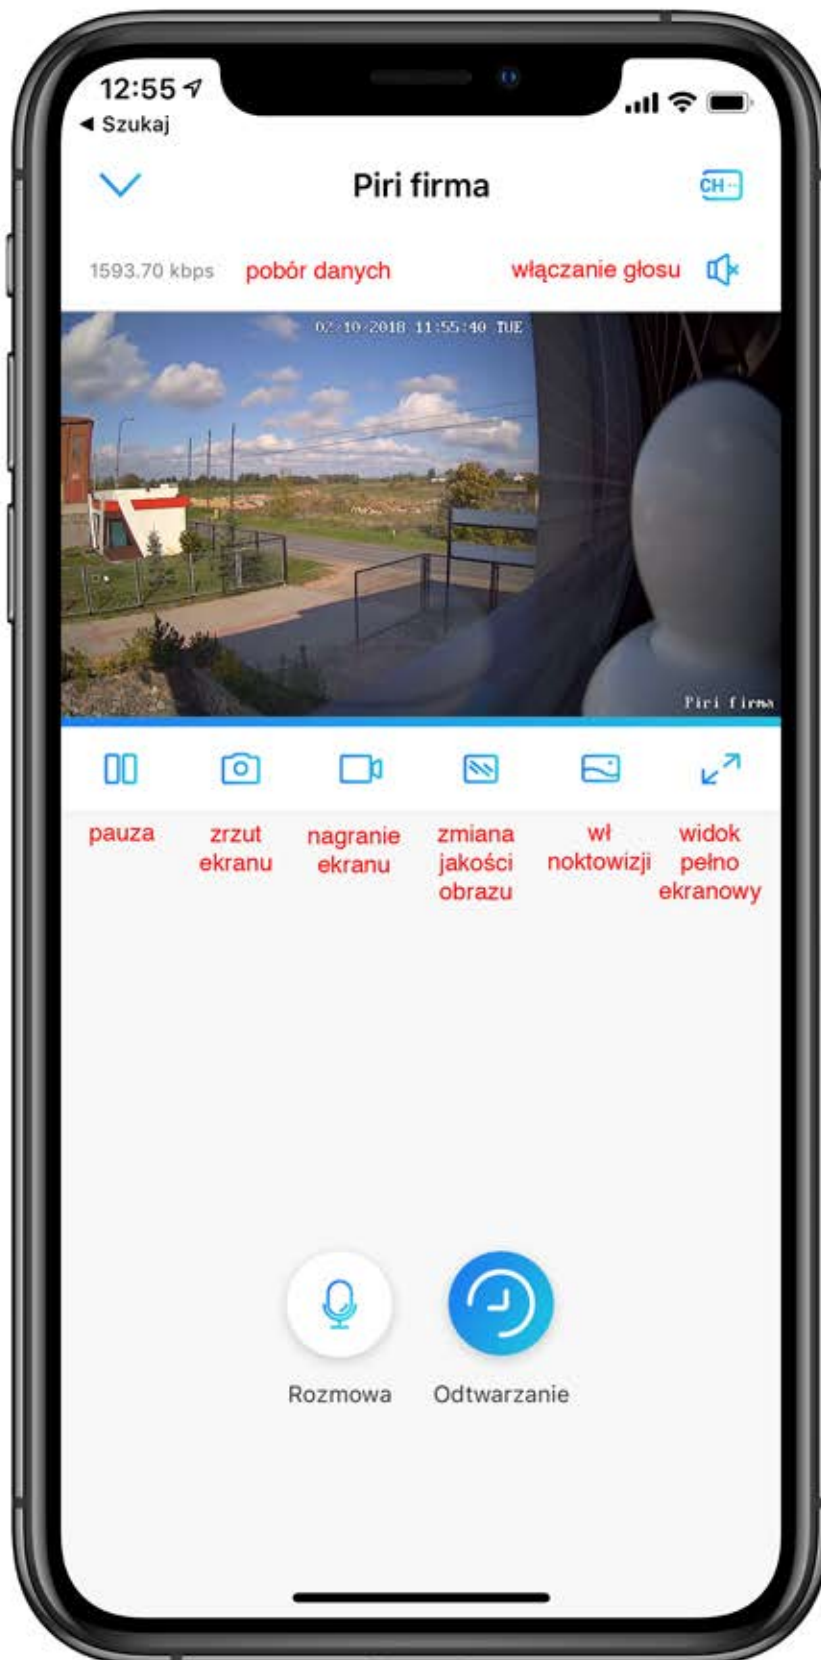 12:55
◀ Szukaj
Piri firma
CH
1593.70 kbps pobór danych włączanie głosu
02-10-2018 11:55:40 TUE
Piri firma
pauza zrzut ekranu nagranie ekranu zmiana jakości obrazu wł noktowizji widok pełno ekranowy
Rozmowa Odtwarzanie